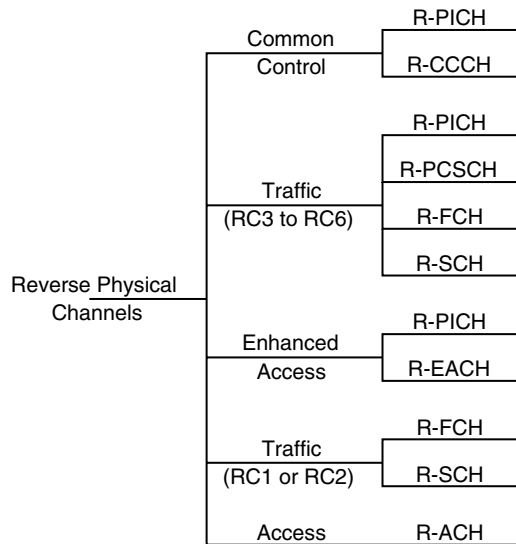 Reverse Physical
Channels
Common
Control
R-PICH
R-CCCH
Traffic
(RC3 to RC6)
R-PICH
R-PCSCH
R-FCH
R-SCH
Enhanced
Access
R-PICH
R-EACH
Traffic
(RC1 or RC2)
R-FCH
R-SCH
Access
R-ACH